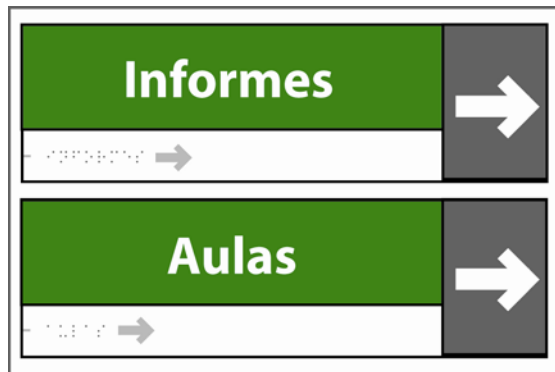 Informes
⠊⠝⠋⠕⠗⠍⠑⠎
Aulas
⠁⠥⠇⠁⠎